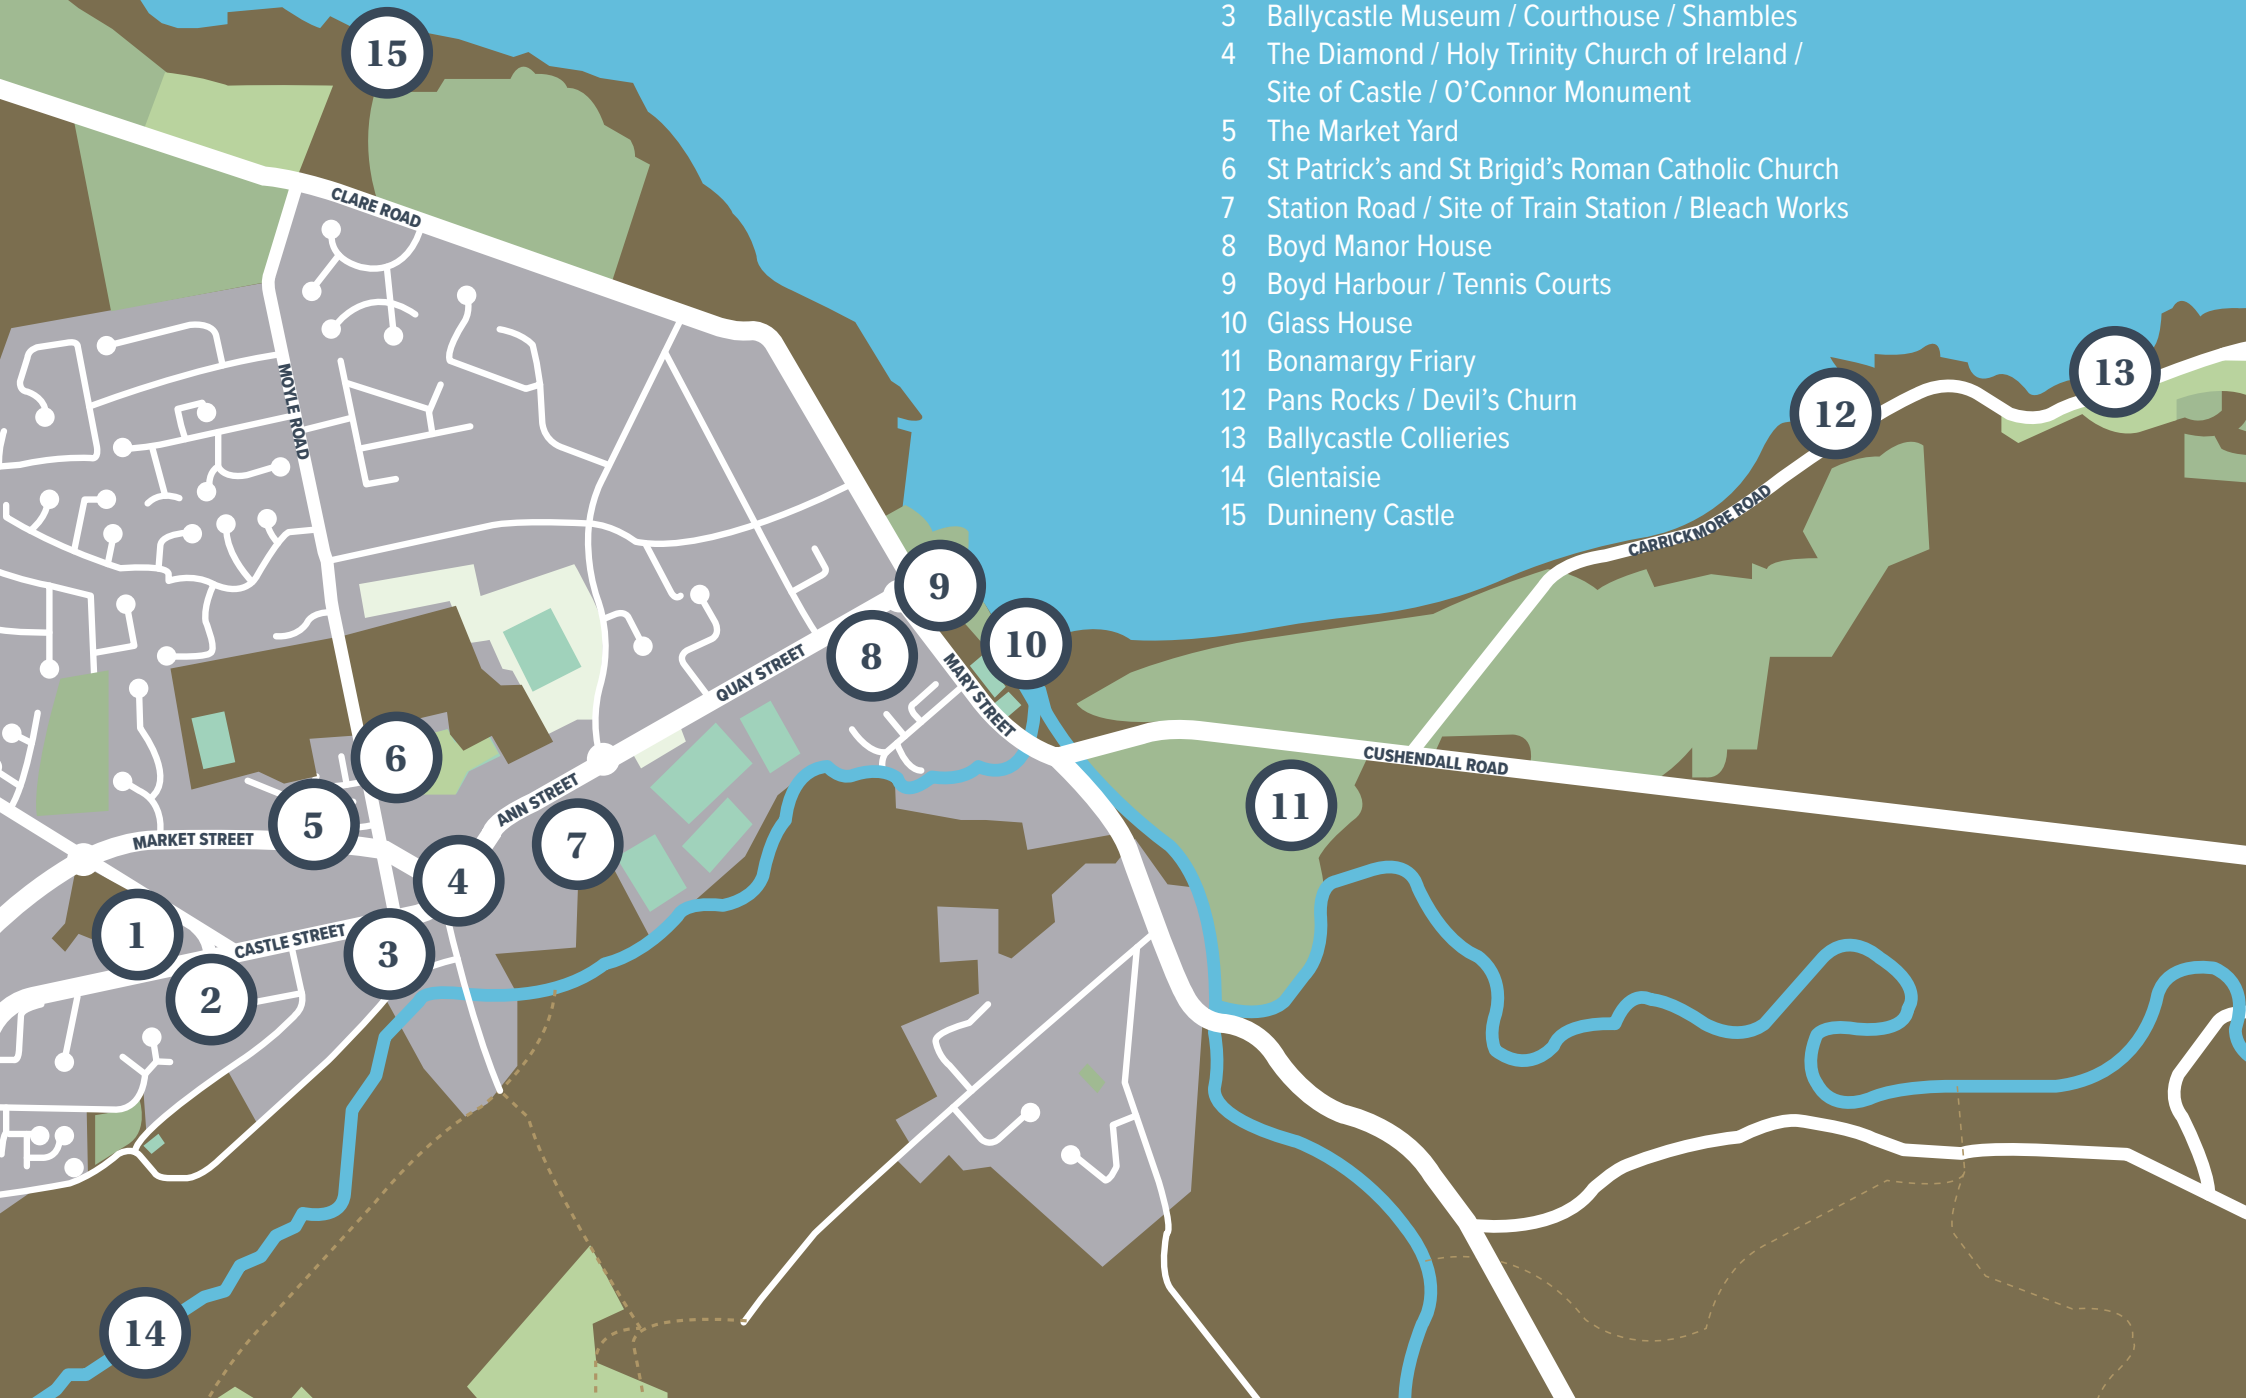 3 Ballycastle Museum / Courthouse / Shambles
4 The Diamond / Holy Trinity Church of Ireland /
Site of Castle / O’Connor Monument
5 The Market Yard
6 St Patrick’s and St Brigid’s Roman Catholic Church
7 Station Road / Site of Train Station / Bleach Works
8 Boyd Manor House
9 Boyd Harbour / Tennis Courts
10 Glass House
11 Bonamargy Friary
12 Pans Rocks / Devil’s Churn
13 Ballycastle Collieries
14 Glentaisie
15 Dunineny Castle
15
CLARE ROAD
MOYLE ROAD
13
12
CARRICKMORE ROAD
9
10
8
QUAY STREET
MARY STREET
6
CUSHENDALL ROAD
ANN STREET
11
5
MARKET STREET
7
4
1
CASTLE STREET
3
2
14